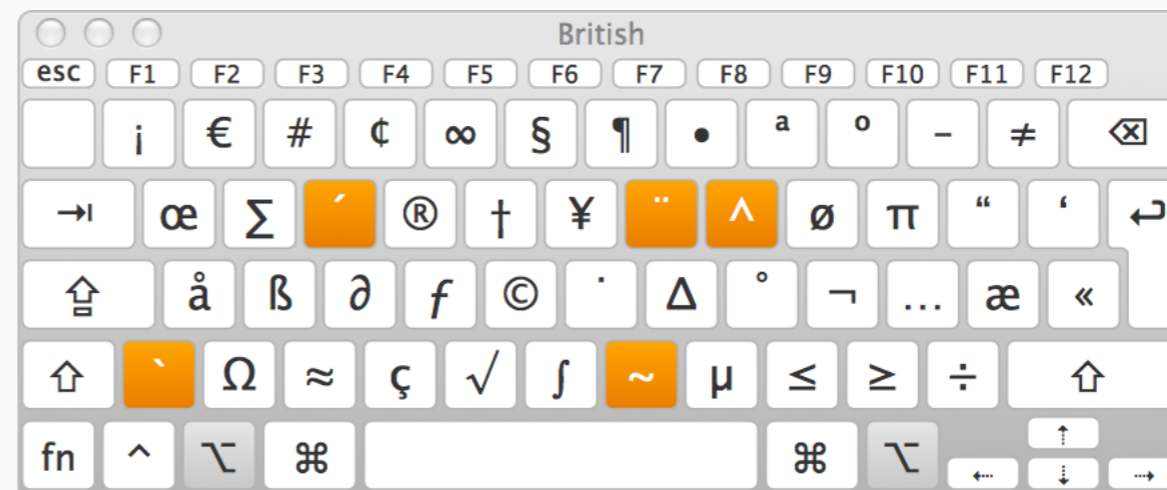 British
esc F1 F2 F3 F4 F5 F6 F7 F8 F9 F10 F11 F12
¡ € # ¢ ∞ § ¶ • ª º – ≠ ⌫
⇥ œ ∑ ´ ® † ¥ ¨ ^ ø π “ ‘ ↩
⇪ å ß ∂ ƒ © ˙ ∆ ˚ ¬ … æ «
⇧ ` Ω ≈ ç √ ∫ ~ µ ≤ ≥ ÷ ⇧
fn ^ ⌥ ⌘ ⌘ ⌥ ⇠ ⇡ ⇣ ⇢